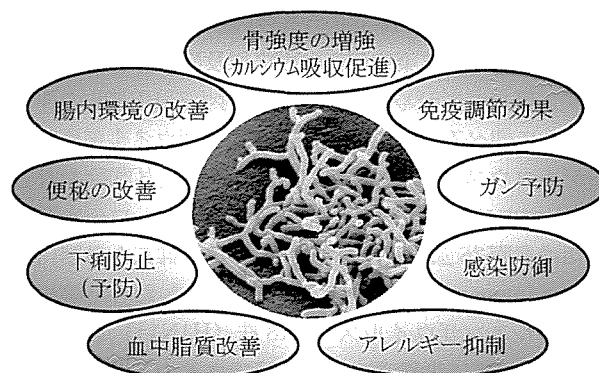 骨強度の増強
(カルシウム吸収促進)
腸内環境の改善
免疫調節効果
便秘の改善
ガン予防
下痢防止
(予防)
感染防御
血中脂質改善
アレルギー抑制